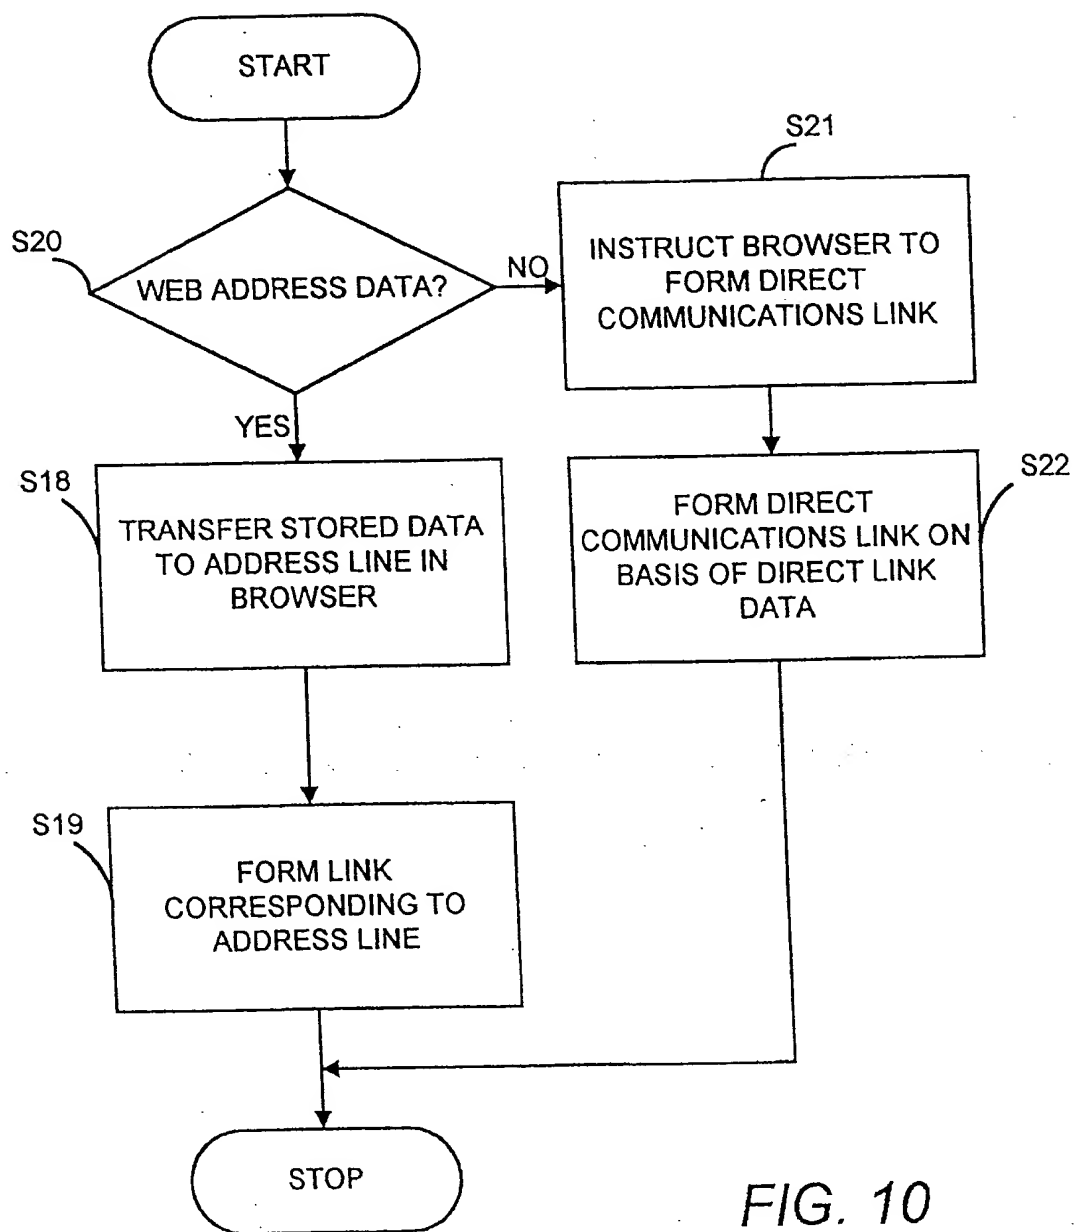 START
S20
WEB ADDRESS DATA?
NO
S21
INSTRUCT BROWSER TO
FORM DIRECT
COMMUNICATIONS LINK
YES
S18
TRANSFER STORED DATA
TO ADDRESS LINE IN
BROWSER
S22
FORM DIRECT
COMMUNICATIONS LINK ON
BASIS OF DIRECT LINK
DATA
S19
FORM LINK
CORRESPONDING TO
ADDRESS LINE
STOP
FIG. 10